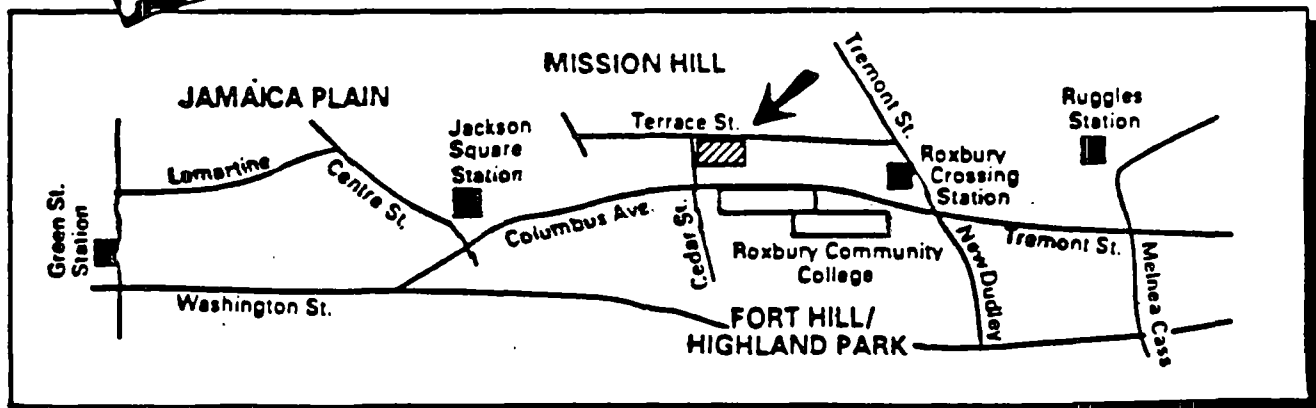 MISSION HILL
JAMAICA PLAIN
Jackson
Square
Station
Terrace St.
Tremont St.
Ruggles
Station
Roxbury
Crossing
Station
Lamartine
Centre St.
Green St.
Station
Columbus Ave.
Cedar St.
Roxbury Community
College
New Dudley
Tremont St.
Melnea Cass
Washington St.
FORT HILL/
HIGHLAND PARK